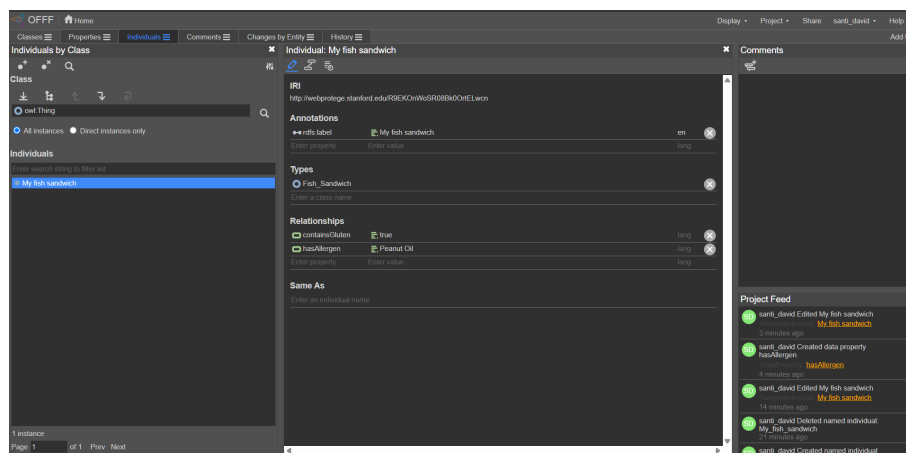 OFFF Home Display Project Share santi_david Help
Classes Properties Individuals Comments Changes by Entity History Add
Individuals by Class
Class
owl:Thing
All instances Direct instances only
Individuals
Enter search string to filter list
My fish sandwich
1 instance
Page 1 of 1 Prev Next
Individual: My fish sandwich
IRI
Annotations
rdfs:label My fish sandwich en
Enter property Enter value lang
Types
Fish_Sandwich
Enter a class name
Relationships
containsGluten true lang
hasAllergen Peanut Oil lang
Enter property Enter value lang
Same As
Enter an individual name
Comments
Project Feed
SD santi_david Edited My fish sandwich
My fish sandwich
3 minutes ago
SD santi_david Created data property
hasAllergen
hasAllergen
4 minutes ago
SD santi_david Edited My fish sandwich
My fish sandwich
14 minutes ago
SD santi_david Deleted named individual:
My_fish_sandwich
21 minutes ago
SD santi_david Created named individual